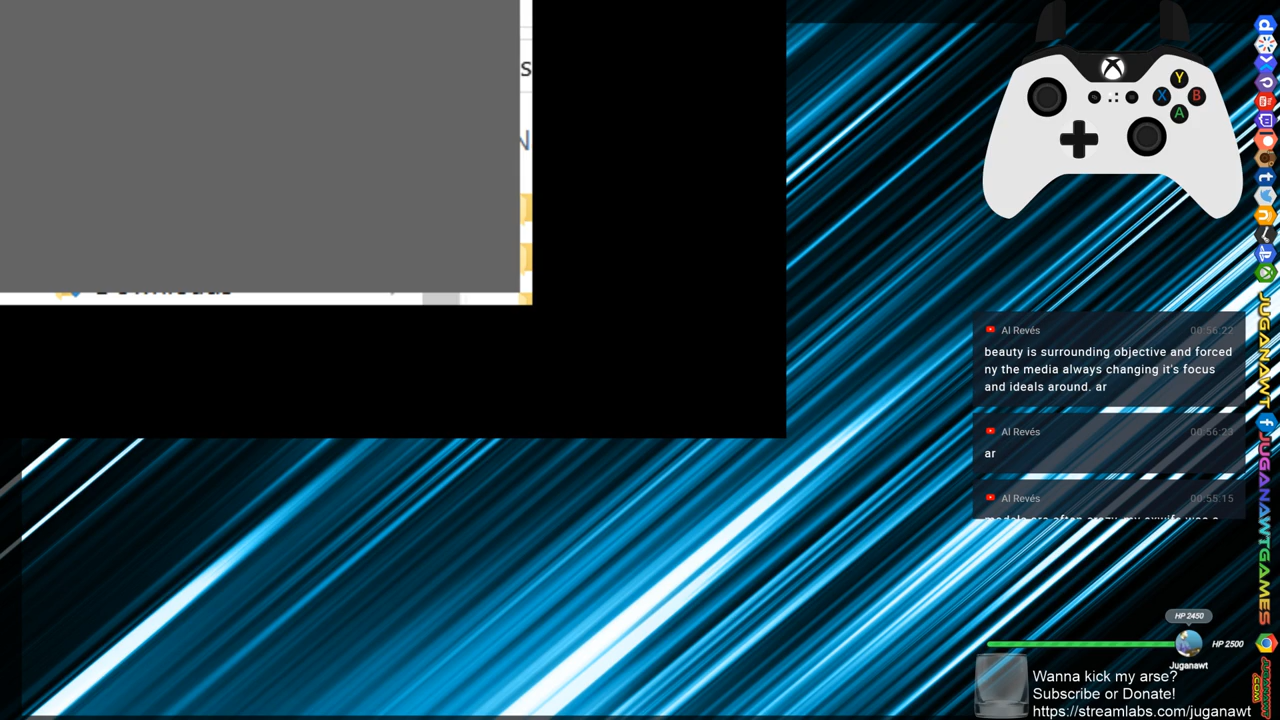 s
N
Y
X
B
A
Al Revés 00:56:22
beauty is surrounding objective and forced
ny the media always changing it's focus
and ideals around. ar
Al Revés 00:56:23
ar
Al Revés 00:55:15
JUGANAWT
JUGANAWTGAMES
HP 2450
HP 2500
Juganawt
Wanna kick my arse?
Subscribe or Donate!
https://streamlabs.com/juganawt